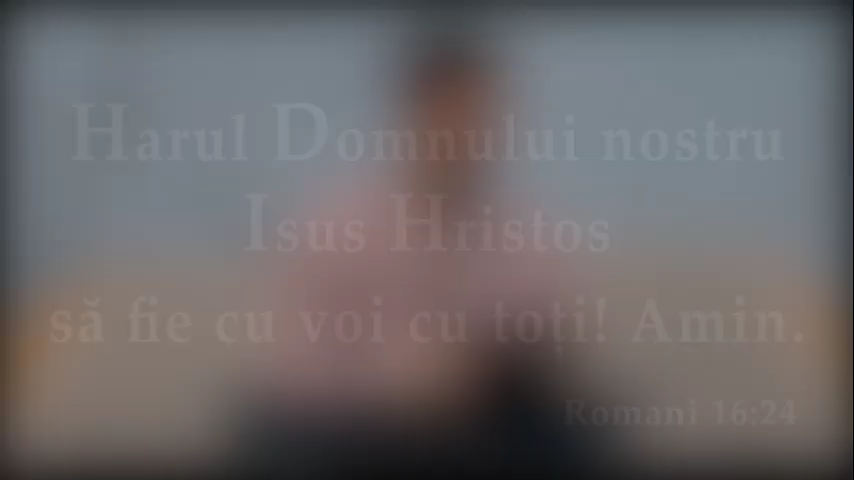 Harul Domnului nostru
Isus Hristos
să fie cu voi cu toți! Amin.
Romani 16:24